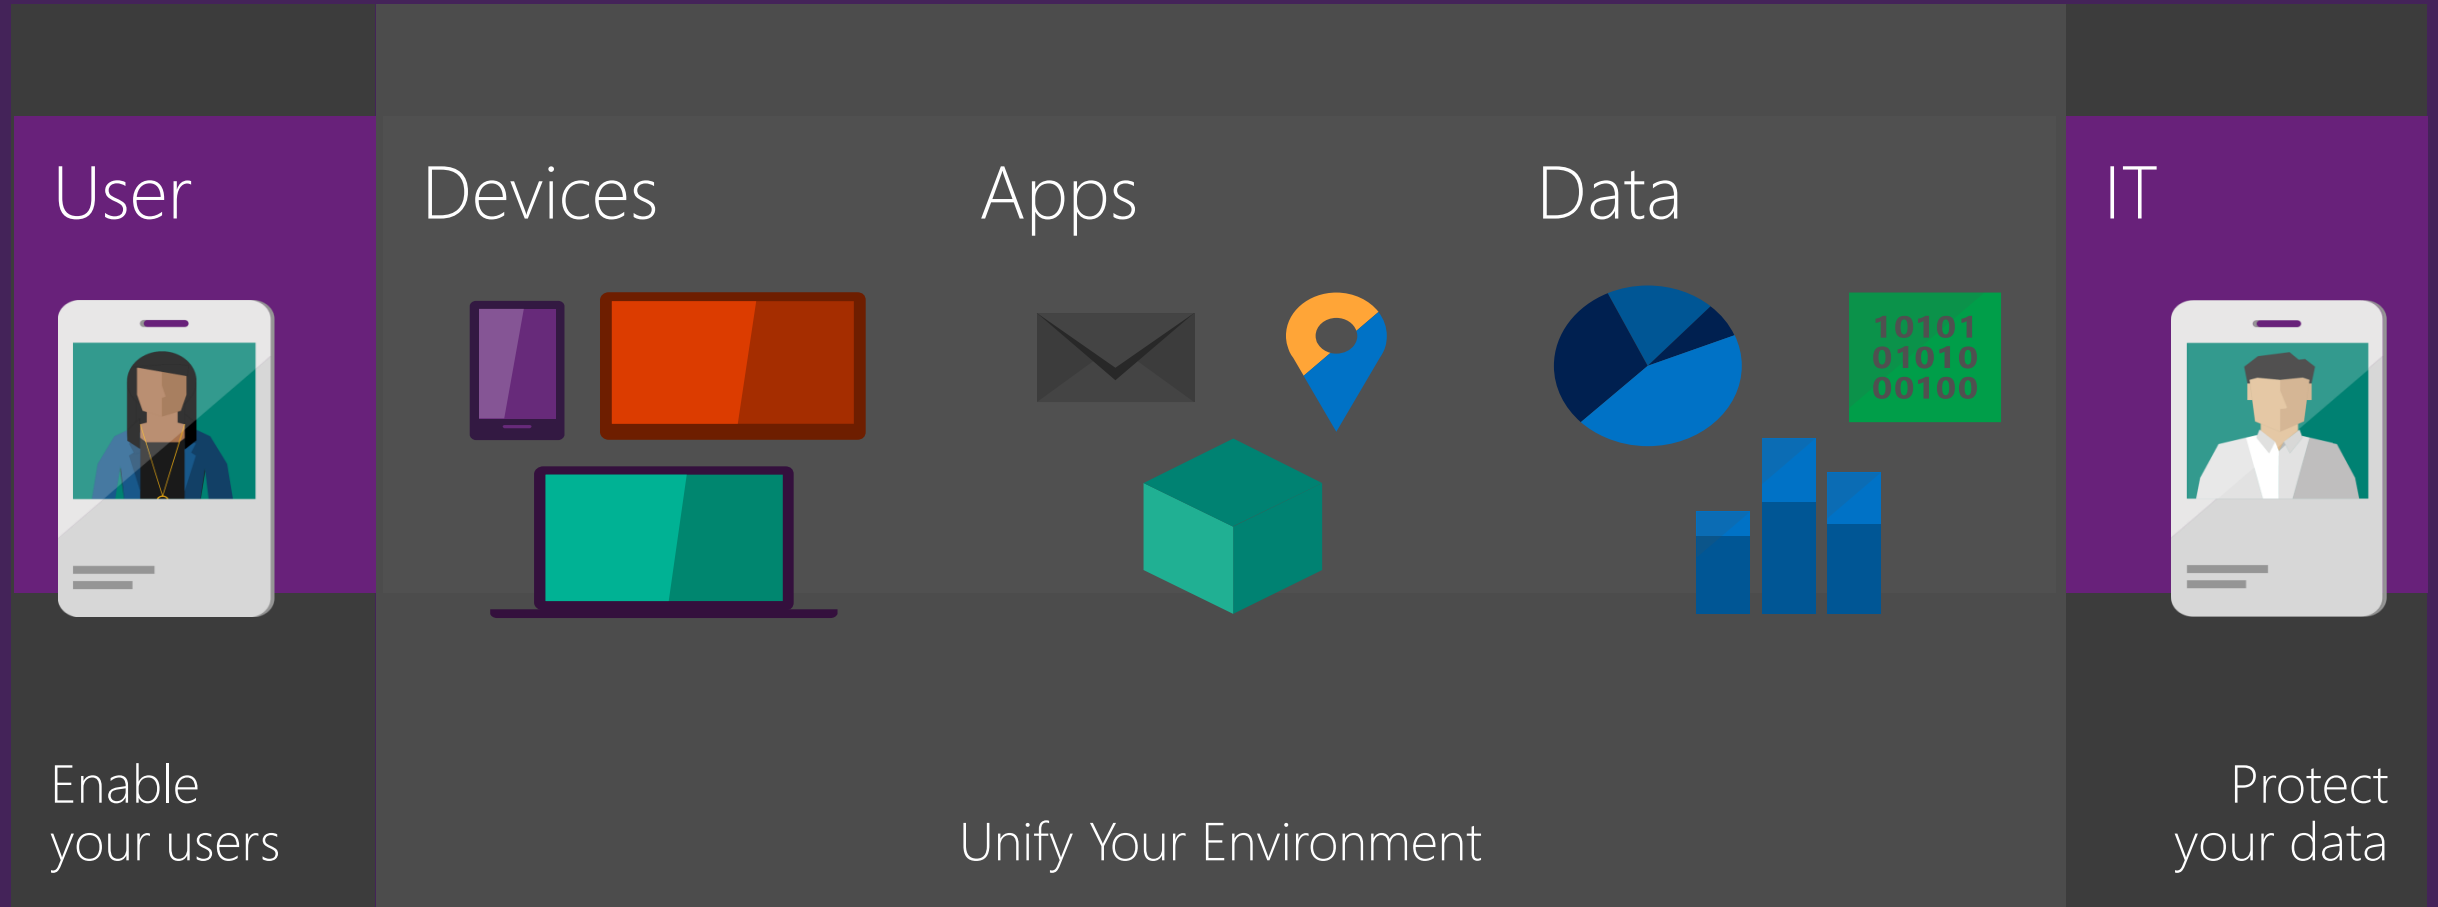 User
Devices
Apps
Data
IT
10101
01010
00100
Enable
your users
Unify Your Environment
Protect
your data